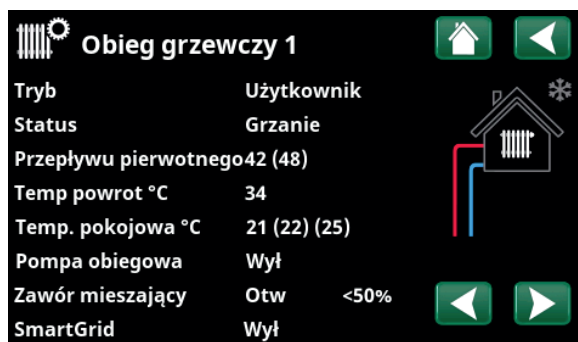 Obieg grzewczy 1
Tryb Użytkownik
Status Grzanie
Przepływu pierwotnego42 (48)
Temp powrot °C 34
Temp. pokojowa °C 21 (22) (25)
Pompa obiegowa Wył
Zawór mieszający Otw <50%
SmartGrid Wył